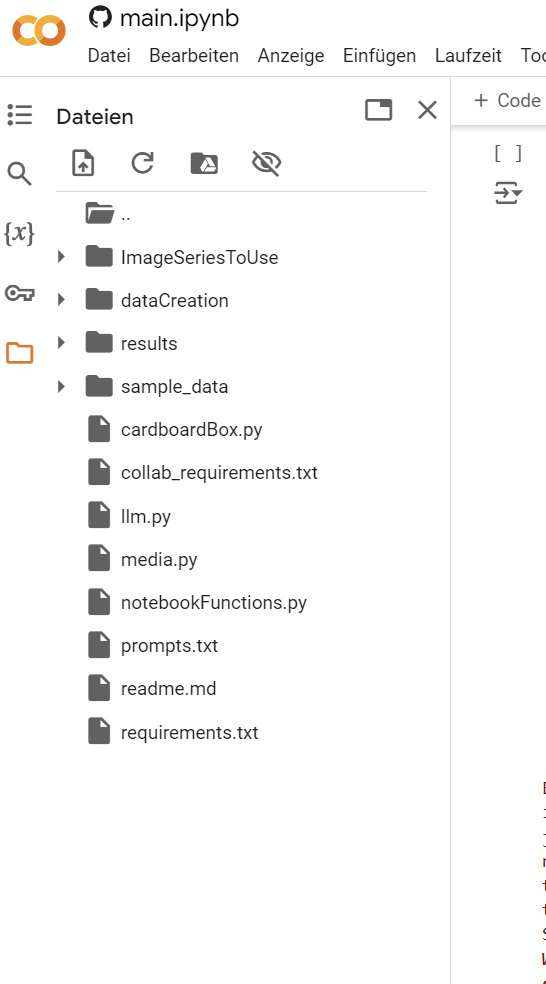 main.ipynb
Datei Bearbeiten Anzeige Einfügen Laufzeit
Dateien
+ Code
[ ]
{x}
..
ImageSeriesToUse
dataCreation
results
sample_data
cardboardBox.py
collab_requirements.txt
llm.py
media.py
notebookFunctions.py
prompts.txt
readme.md
requirements.txt